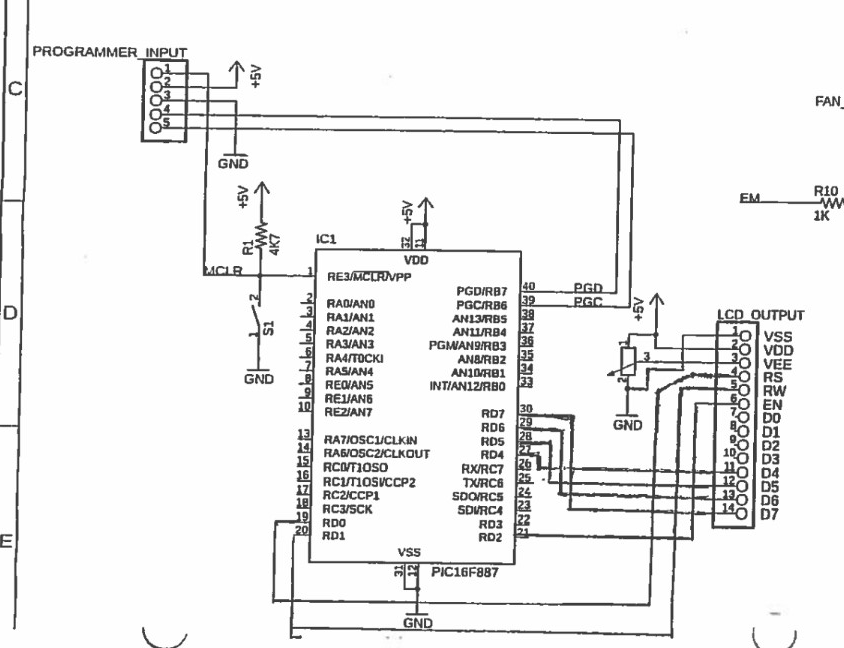 PROGRAMMER_INPUT
1
2
3
4
5
+5V
GND
C
FAN_
EM
R10
1K
+5V
R1
4K7
+5V
IC1
32
11
VDD
MCLR
1
RE3/MCLR/VPP
2
S1
1
GND
D
2 RA0/AN0
3 RA1/AN1
4 RA2/AN2
5 RA3/AN3
6 RA4/T0CKI
7 RA5/AN4
8 RE0/AN5
9 RE1/AN6
10 RE2/AN7
13 RA7/OSC1/CLKIN
14 RA6/OSC2/CLKOUT
15 RC0/T1OSO
16 RC1/T1OSI/CCP2
17 RC2/CCP1
18 RC3/SCK
19 RD0
20 RD1
PGD/RB7 40 PGD
PGC/RB6 39 PGC
AN13/RB5 38
AN11/RB4 37
PGM/AN9/RB3 36
AN8/RB2 35
AN10/RB1 34
INT/AN12/RB0 33
RD7 30
RD6 29
RD5 28
RD4 27
RX/RC7 26
TX/RC6 25
SDO/RC5 24
SDI/RC4 23
RD3 22
RD2 21
VSS
31
12
PIC16F887
GND
E
+5V
1
3
2
GND
LCD_OUTPUT
1 VSS
2 VDD
3 VEE
4 RS
5 RW
6 EN
7 D0
8 D1
9 D2
10 D3
11 D4
12 D5
13 D6
14 D7